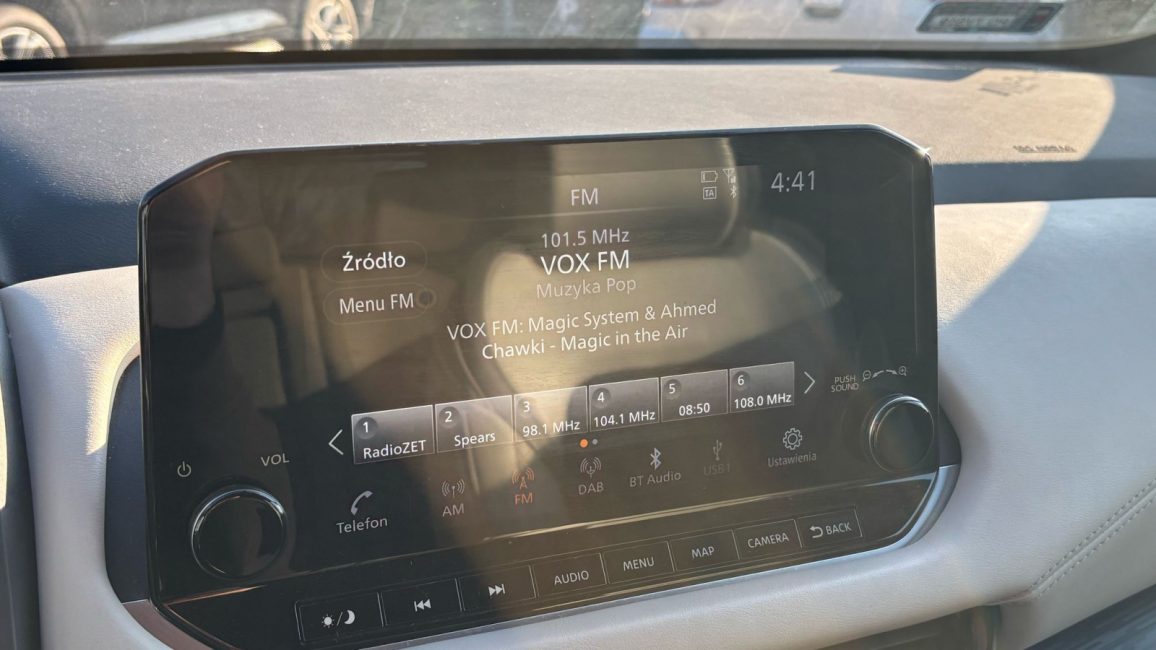 FM
TA
4:41
101.5 MHz
VOX FM
Muzyka Pop
Źródło
Menu FM
VOX FM: Magic System & Ahmed
Chawki - Magic in the Air
1 RadioZET
2 Spears
3 98.1 MHz
4 104.1 MHz
5 08:50
6 108.0 MHz
PUSH
SOUND
VOL
Telefon
AM
FM
DAB
BT Audio
USB1
Ustawienia
AUDIO
MENU
MAP
CAMERA
BACK